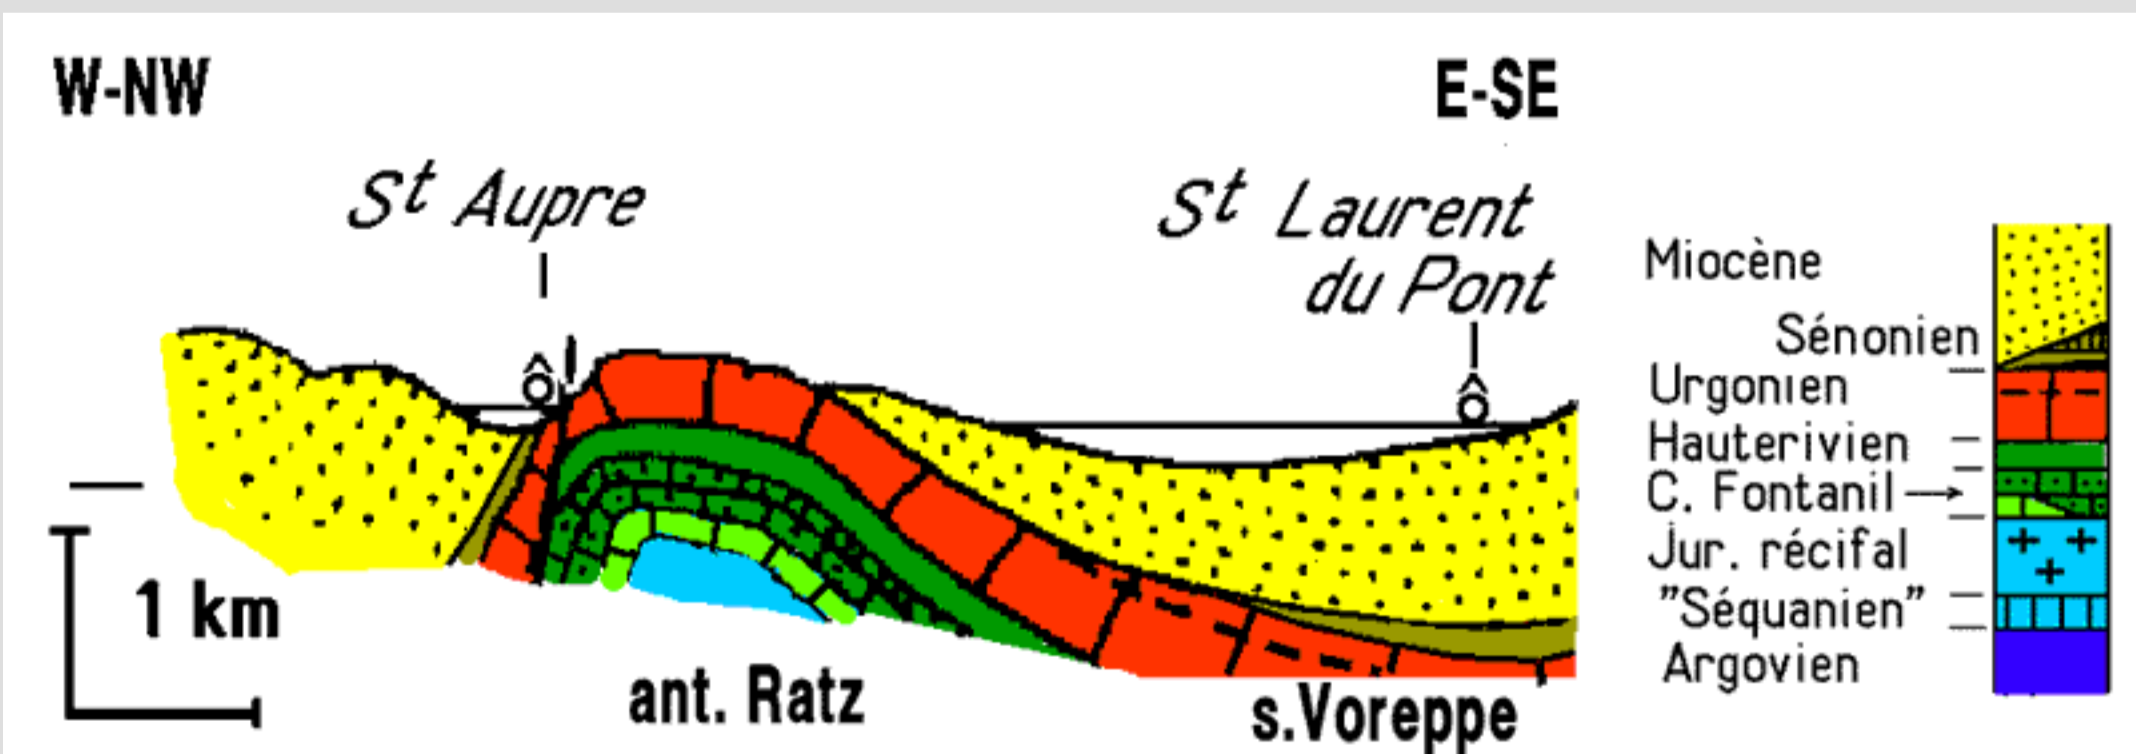 W-NW
E-SE
St Aupre
St Laurent
du Pont
1 km
ant. Ratz
s.Voreppe
Miocène
Sénonien
Urgonien
Hauterivien
C. Fontanil
Jur. récifal
"Séquanien"
Argovien